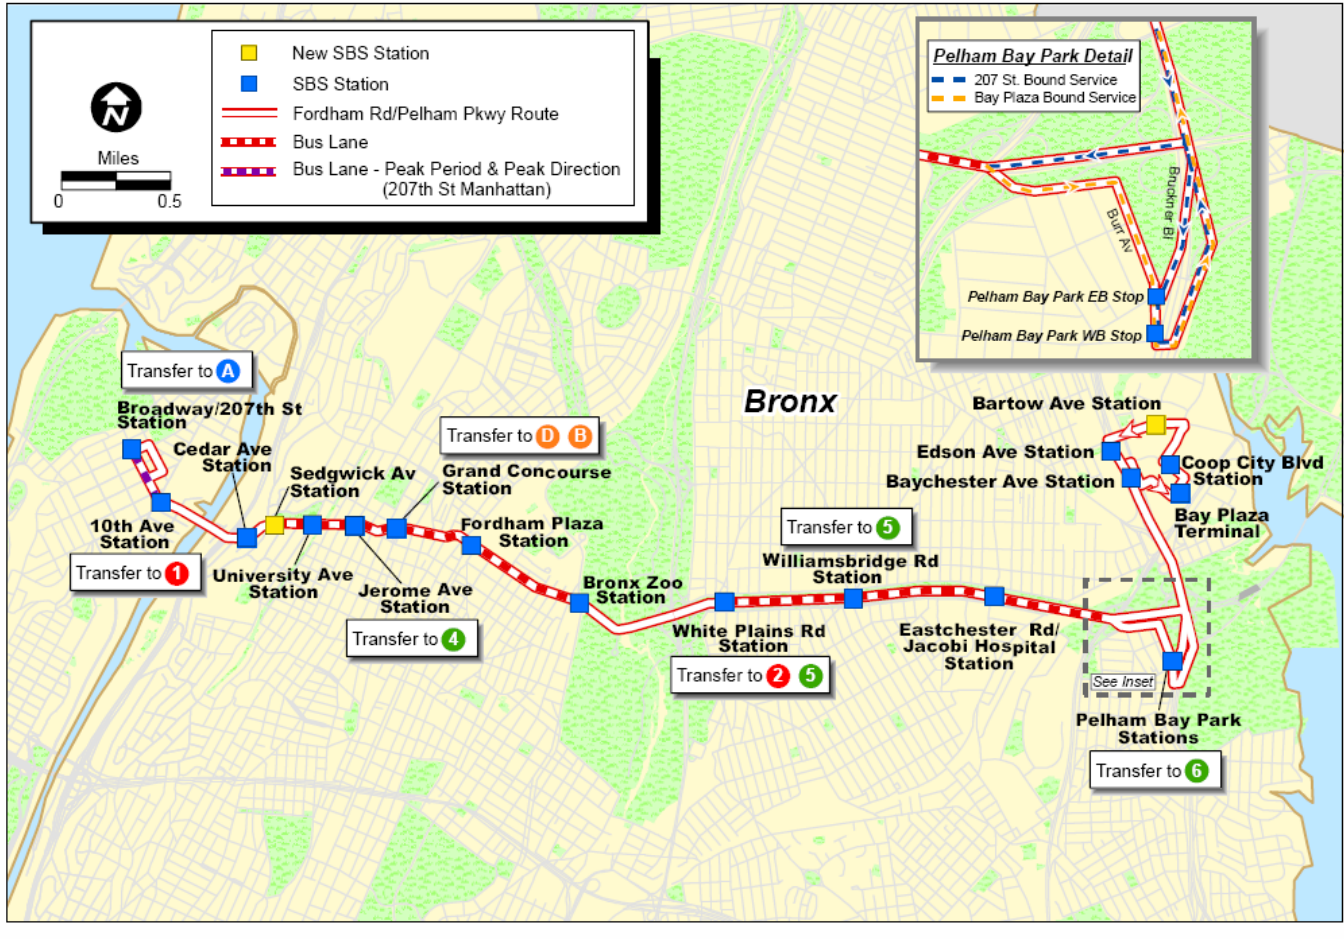 New SBS Station
SBS Station
Fordham Rd/Pelham Pkwy Route
Bus Lane
Bus Lane - Peak Period & Peak Direction
(207th St Manhattan)
N
Miles
0 0.5
Pelham Bay Park Detail
207 St. Bound Service
Bay Plaza Bound Service
Bruckner Bl
Burr Av
Pelham Bay Park EB Stop
Pelham Bay Park WB Stop
Bronx
Transfer to A
Broadway/207th St
Station
Cedar Ave
Station
Sedgwick Av
Station
Transfer to D B
Grand Concourse
Station
Fordham Plaza
Station
10th Ave
Station
Transfer to 1
University Ave
Station
Jerome Ave
Station
Transfer to 4
Bronx Zoo
Station
Transfer to 5
Williamsbridge Rd
Station
White Plains Rd
Station
Transfer to 2 5
Eastchester Rd/
Jacobi Hospital
Station
Bartow Ave Station
Edson Ave Station
Baychester Ave Station
Coop City Blvd
Station
Bay Plaza
Terminal
See Inset
Pelham Bay Park
Stations
Transfer to 6